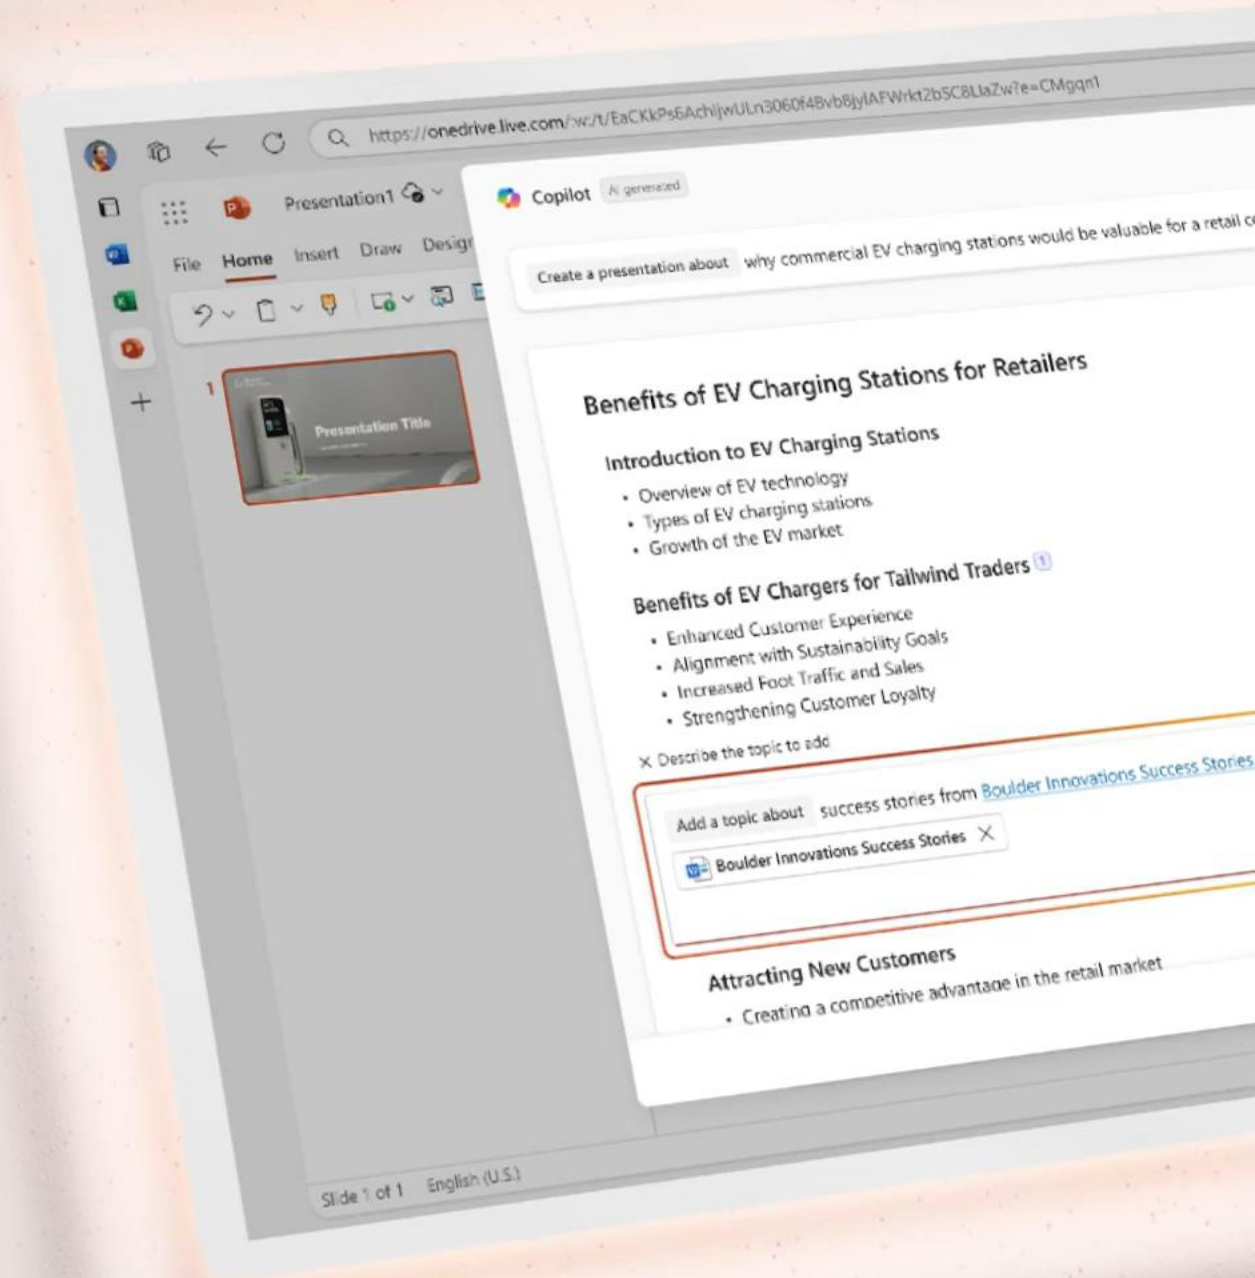 https://onedrive.live.com/:w:/t/
Presentation1
File Home Insert Draw Desig
1
Presentation Title
Copilot AI generated
Create a presentation about why commercial EV charging stations would be valuable for a retail
Benefits of EV Charging Stations for Retailers
Introduction to EV Charging Stations
• Overview of EV technology
• Types of EV charging stations
• Growth of the EV market
Benefits of EV Chargers for Tailwind Traders 1
• Enhanced Customer Experience
• Alignment with Sustainability Goals
• Increased Foot Traffic and Sales
• Strengthening Customer Loyalty
Describe the topic to add
Add a topic about success stories from Boulder Innovations Success Stories
Boulder Innovations Success Stories
Attracting New Customers
• Creating a competitive advantage in the retail market
Slide 1 of 1 English (U.S.)